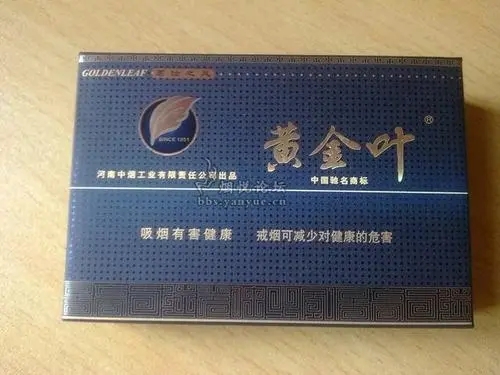 GOLDENLEAF
SINCE 1951
黄金叶®
河南中烟工业有限责任公司出品
中国驰名商标
烟悦论坛
bbs.yanyue.cn
吸烟有害健康 戒烟可减少对健康的危害